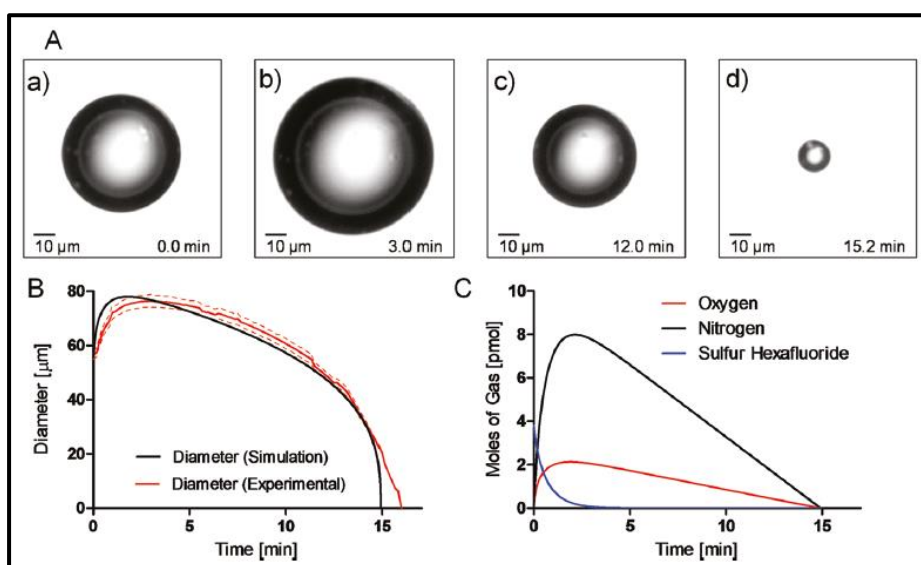 A
a)
b)
c)
d)
10 µm 0.0 min
10 µm 3.0 min
10 µm 12.0 min
10 µm 15.2 min
B
80
60
40
20
0
Diameter [µm]
Diameter (Simulation)
Diameter (Experimental)
0 5 10 15
Time [min]
C
10
8
6
4
2
0
Moles of Gas [pmol]
Oxygen
Nitrogen
Sulfur Hexafluoride
0 5 10 15
Time [min]